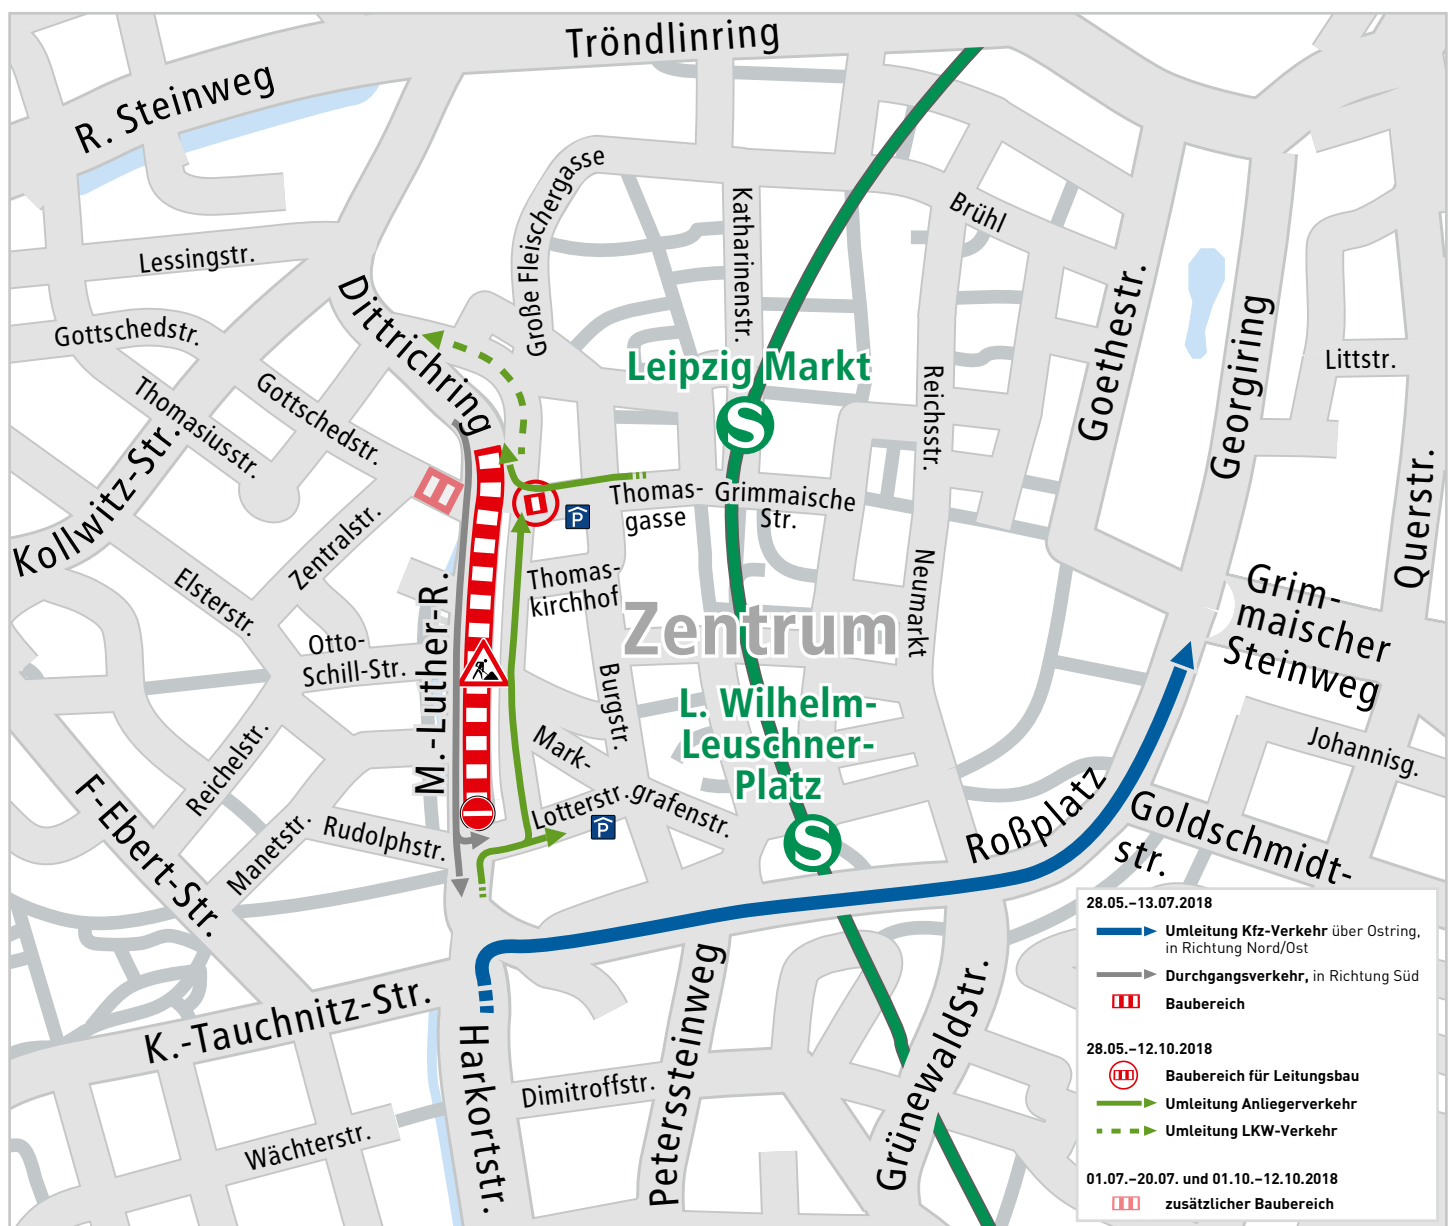 Tröndlinring
R. Steinweg
Große Fleischergasse
Katharinenstr.
Brühl
Lessingstr.
Dittrichring
Goethestr.
Georgiring
Gottschedstr.
Leipzig Markt
S
Littstr.
Reichsstr.
Thomasiusstr.
Gottschedstr.
Kollwitz-Str.
Querstr.
Thomas-
gasse
Grimmaische
Str.
P
Zentralstr.
Elsterstr.
Thomas-
kirchhof
Neumarkt
Grim-
maischer
Steinweg
Zentrum
M.-Luther-R.
Otto-
Schill-Str.
Burgstr.
L. Wilhelm-
Leuschner-
Platz
S
Johannisg.
Reichelstr.
Mark-
grafenstr.
Lotterstr.
P
F.-Ebert-Str.
Manetstr.
Rudolphstr.
Roßplatz
Goldschmidt-
str.
K.-Tauchnitz-Str.
Harkortstr.
Peterssteinweg
GrünewaldStr.
Dimitroffstr.
Wächterstr.
28.05.–13.07.2018
Umleitung Kfz-Verkehr über Ostring,
in Richtung Nord/Ost
Durchgangsverkehr, in Richtung Süd
Baubereich
28.05.–12.10.2018
Baubereich für Leitungsbau
Umleitung Anliegerverkehr
Umleitung LKW-Verkehr
01.07.–20.07. und 01.10.–12.10.2018
zusätzlicher Baubereich